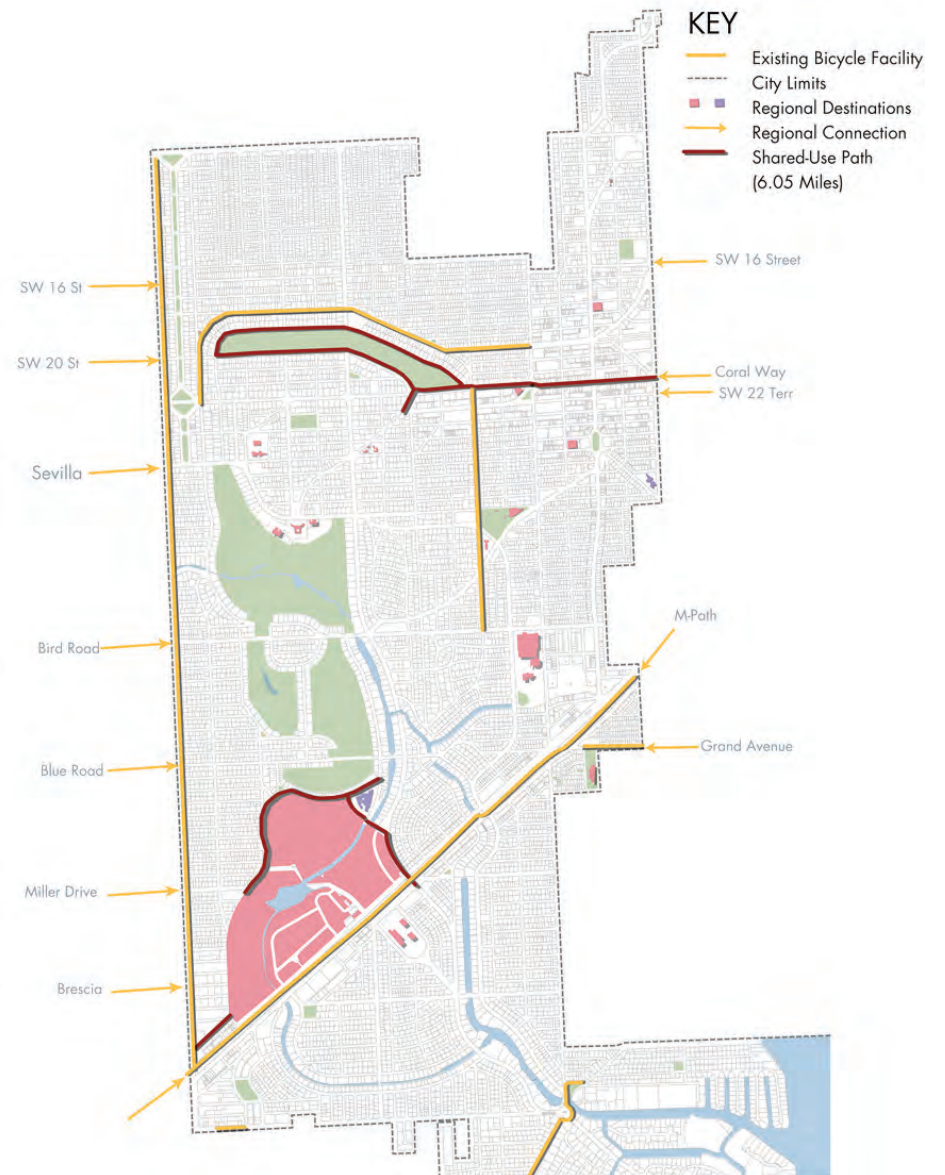 KEY
Existing Bicycle Facility
City Limits
Regional Destinations
Regional Connection
Shared-Use Path
(6.05 Miles)
SW 16 Street
SW 16 St
SW 20 St
Coral Way
SW 22 Terr
Sevilla
M-Path
Bird Road
Grand Avenue
Blue Road
Miller Drive
Brescia